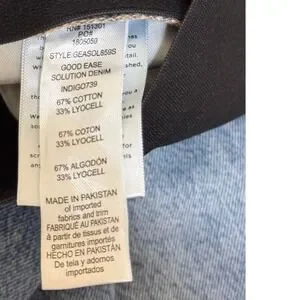 RN# 151301
PO#
1805059
STYLE GEASOL859S
GOOD EASE
SOLUTION DENIM
INDIGO739
67% COTTON
33% LYOCELL
67% COTON
33% LYOCELL
67% ALGODÓN
33% LYOCELL
MADE IN PAKISTAN
of imported
fabrics and trim
FABRIQUÉ AU PAKISTAN
à partir de tissus et de
garnitures importés
HECHO EN PAKISTÁN
De tela y adornos
importados